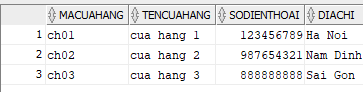 MACUAHANG TENCUAHANG SODIENTHOAI DIACHI
1 ch01 cua hang 1 123456789 Ha Noi
2 ch02 cua hang 2 987654321 Nam Dinh
3 ch03 cua hang 3 888888888 Sai Gon